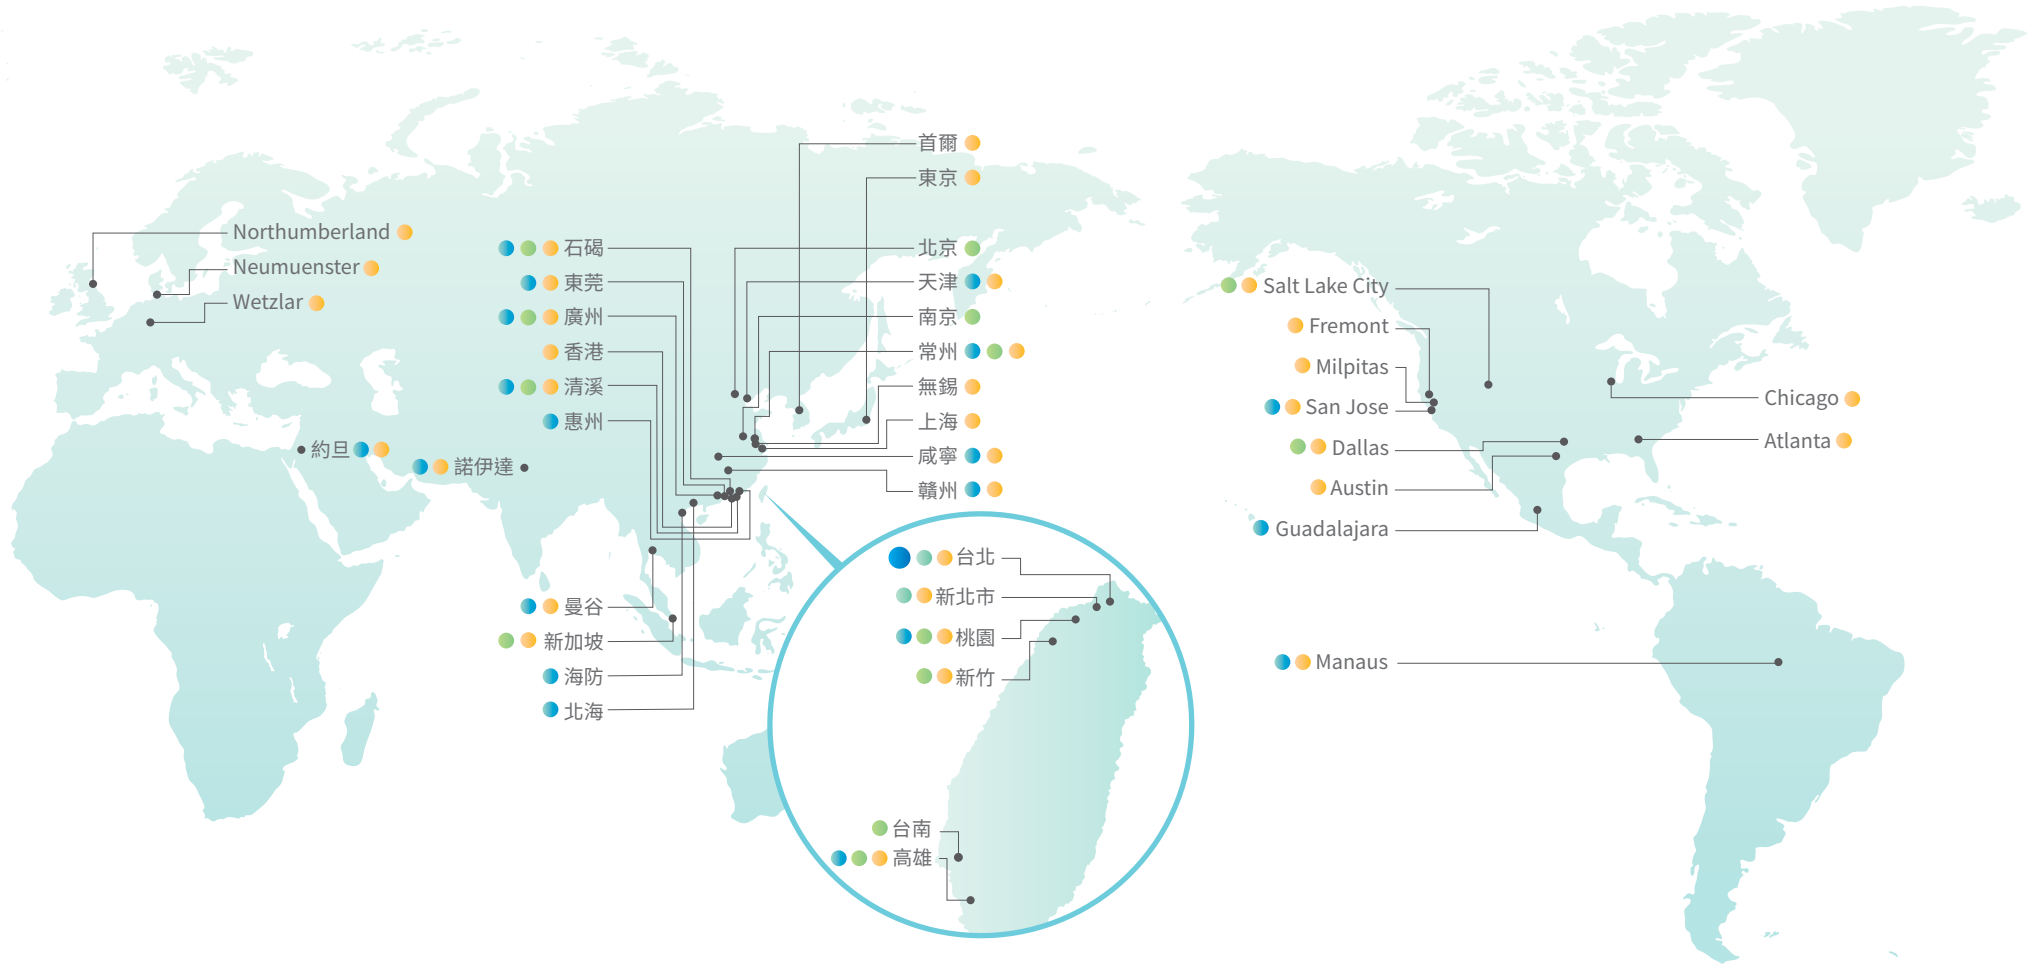 Northumberland
Neumuenster
Wetzlar
約旦
諾伊達
石碣
東莞
廣州
香港
清溪
惠州
曼谷
新加坡
海防
北海
首爾
東京
北京
天津
南京
常州
無錫
上海
咸寧
贛州
台北
新北市
桃園
新竹
台南
高雄
Salt Lake City
Fremont
Milpitas
San Jose
Dallas
Austin
Guadalajara
Manaus
Chicago
Atlanta